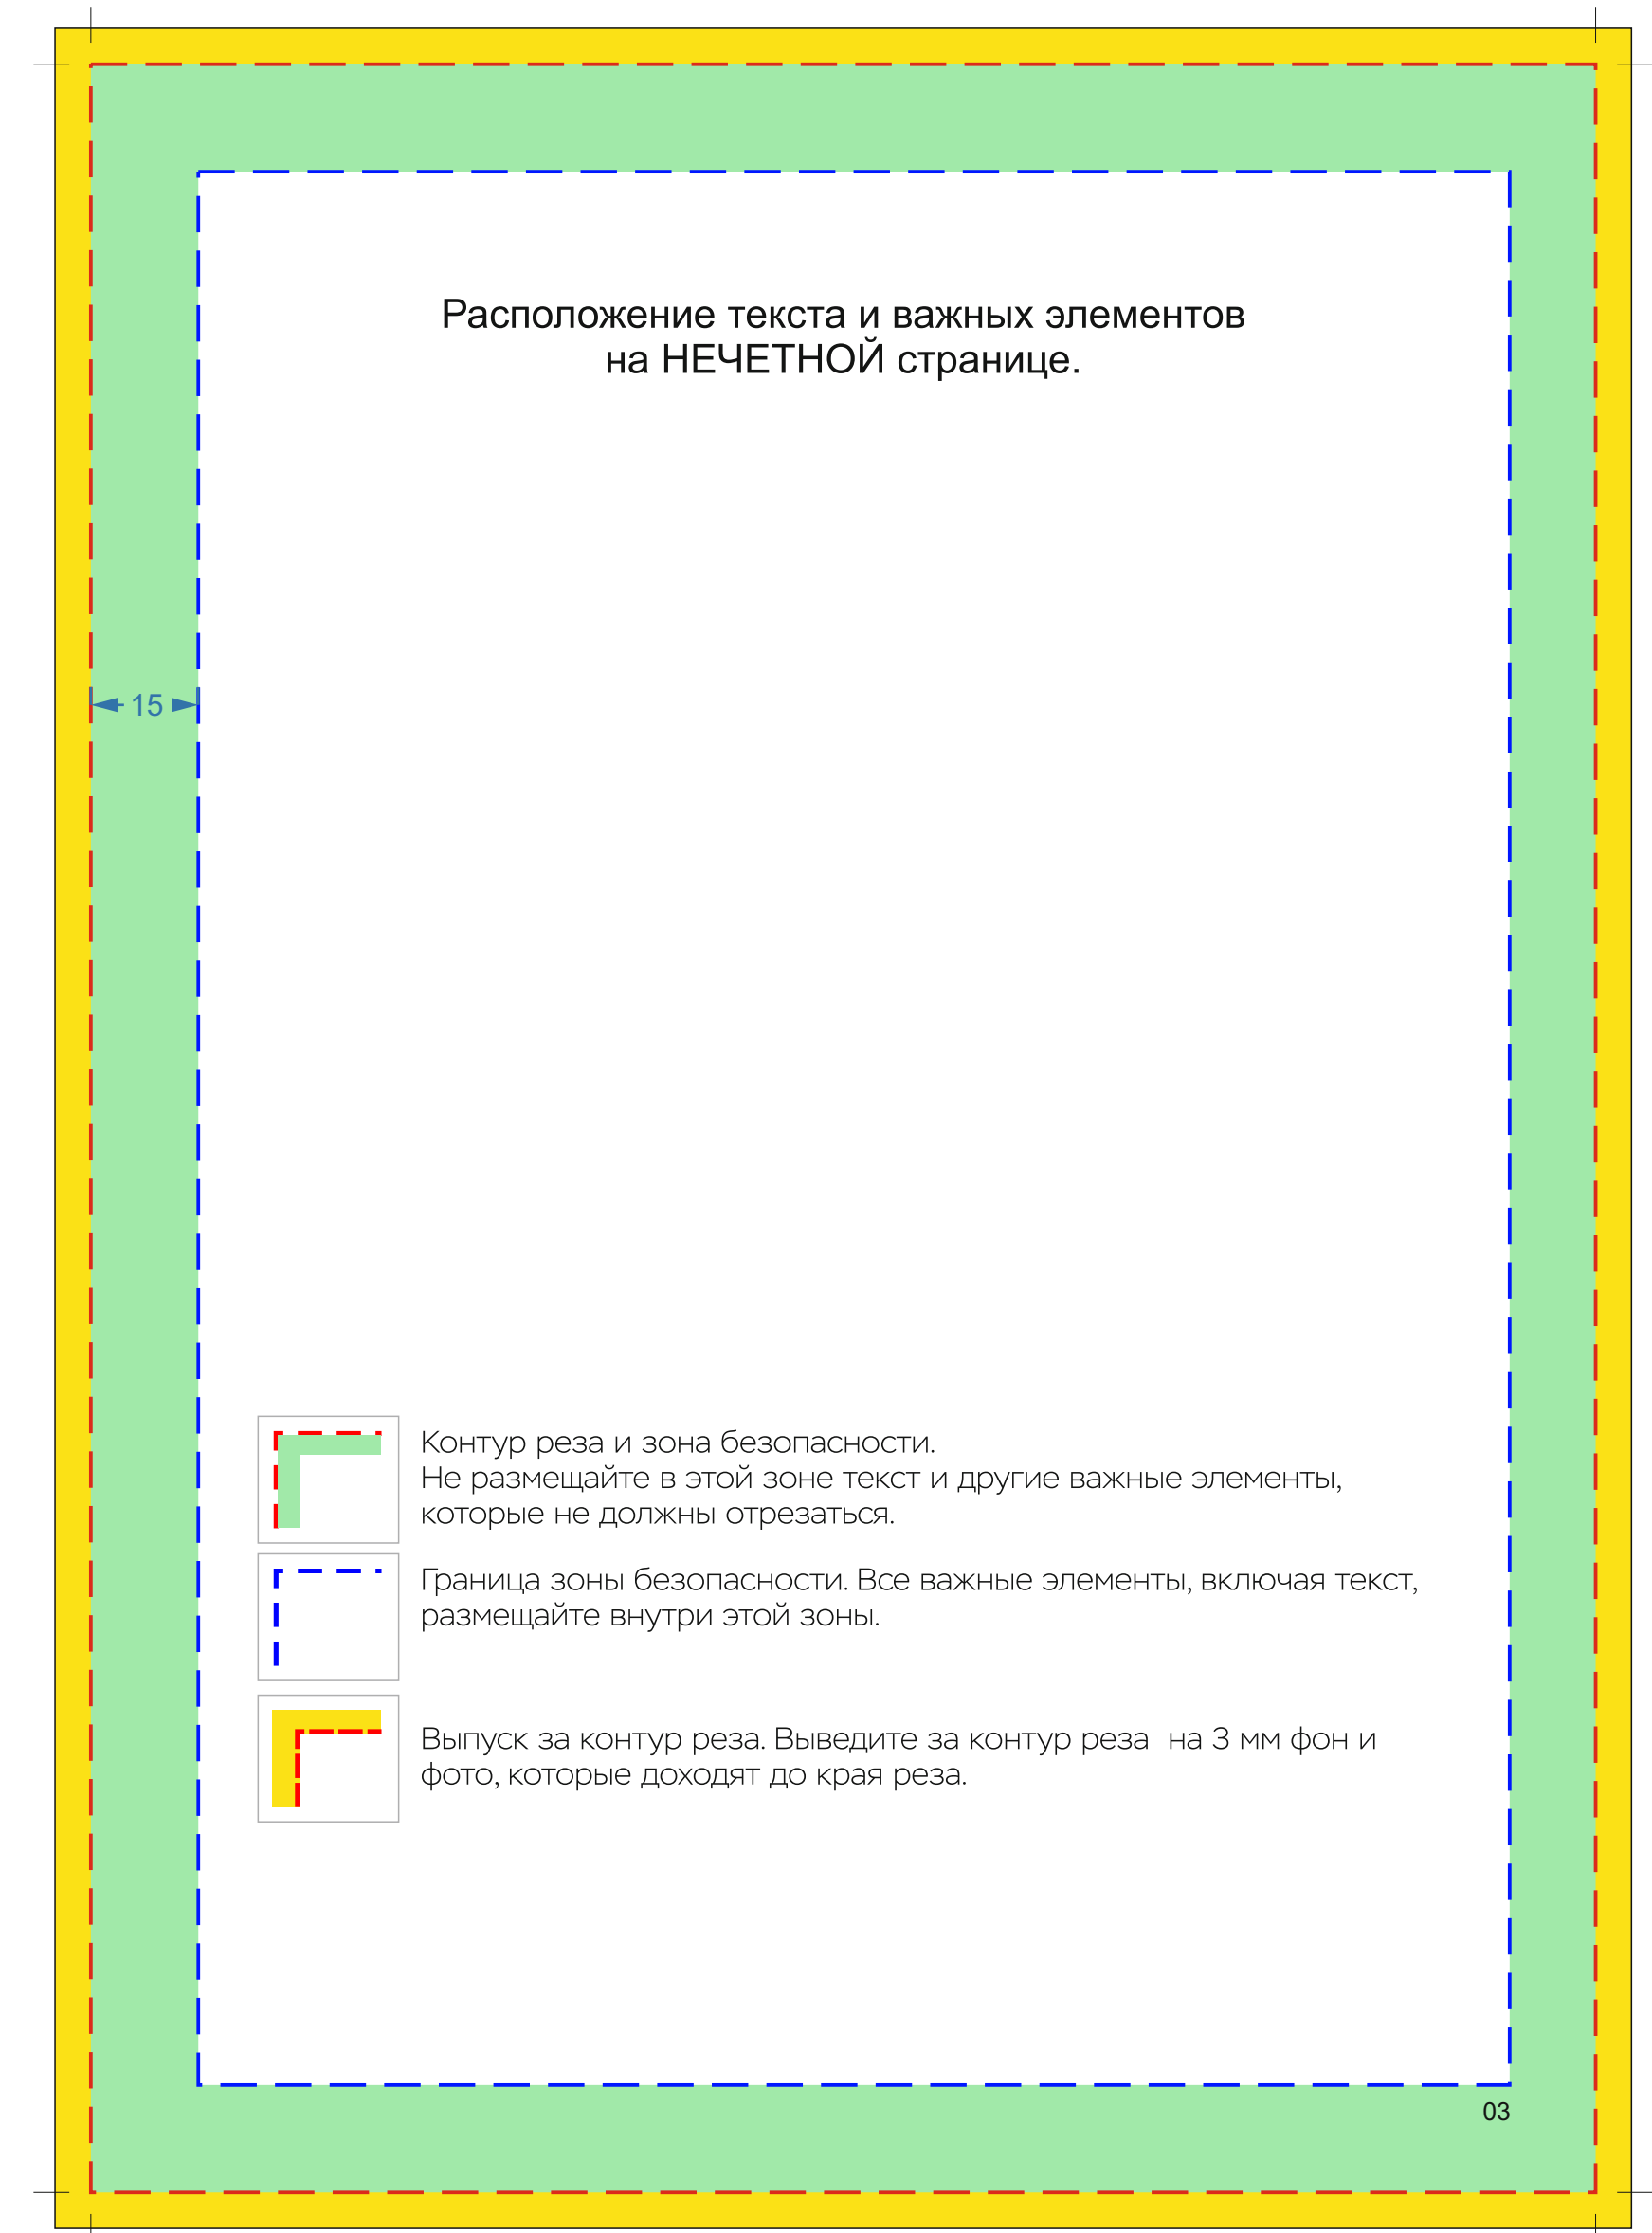 Расположение текста и важных элементов
на НЕЧЕТНОЙ странице.
15
Контур реза и зона безопасности.
Не размещайте в этой зоне текст и другие важные элементы,
которые не должны отрезаться.
Граница зоны безопасности. Все важные элементы, включая текст,
размещайте внутри этой зоны.
Выпуск за контур реза. Выведите за контур реза  на 3 мм фон и
фото, которые доходят до края реза.
03